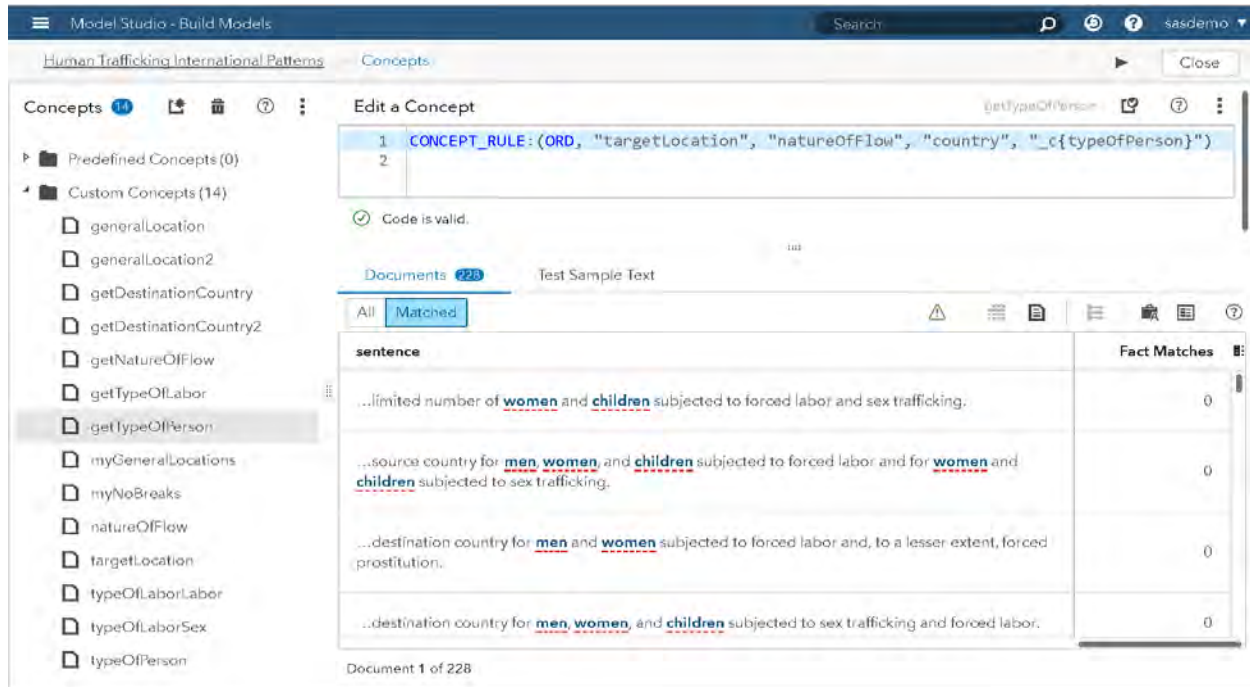 Model Studio - Build Models
Search
sasdemo
Human Trafficking International Patterns
Concepts
Close
Concepts 14
Predefined Concepts (0)
Custom Concepts (14)
generalLocation
generalLocation2
getDestinationCountry
getDestinationCountry2
getNatureOfFlow
getTypeOfLabor
getTypeOfPerson
myGeneralLocations
myNoBreaks
natureOfFlow
targetLocation
typeOfLaborLabor
typeOfLaborSex
typeOfPerson
Edit a Concept
getTypeOfPerson
1 CONCEPT_RULE:(ORD, "targetLocation", "natureOfFlow", "country", "_c{typeOfPerson}")
2
Code is valid.
Documents 228
Test Sample Text
All Matched
sentence Fact Matches
...limited number of women and children subjected to forced labor and sex trafficking. 0
...source country for men, women, and children subjected to forced labor and for women and
children subjected to sex trafficking. 0
...destination country for men and women subjected to forced labor and, to a lesser extent, forced
prostitution. 0
...destination country for men, women, and children subjected to sex trafficking and forced labor. 0
Document 1 of 228